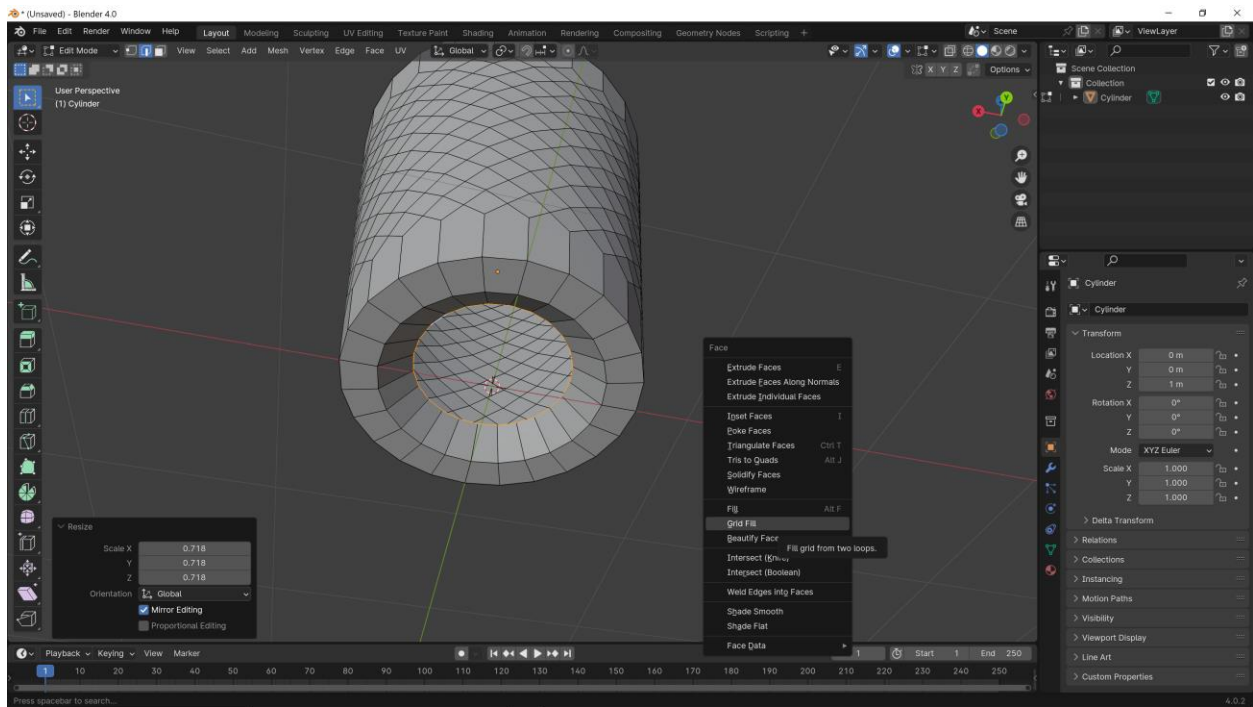 * (Unsaved) - Blender 4.0
File Edit Render Window Help Layout Modeling Sculpting UV Editing Texture Paint Shading Animation Rendering Compositing Geometry Nodes Scripting + Scene ViewLayer
Edit Mode View Select Add Mesh Vertex Edge Face UV Global
X Y Z Options
User Perspective
(1) Cylinder
Scene Collection
Collection
Cylinder
X
Y
Cylinder
Cylinder
Transform
Location X 0 m
Y 0 m
Z 1 m
Rotation X 0°
Y 0°
Z 0°
Mode XYZ Euler
Scale X 1.000
Y 1.000
Z 1.000
Delta Transform
Relations
Collections
Instancing
Motion Paths
Visibility
Viewport Display
Line Art
Custom Properties
Face
Extrude Faces E
Extrude Faces Along Normals
Extrude Individual Faces
Inset Faces I
Poke Faces
Triangulate Faces Ctrl T
Tris to Quads Alt J
Solidify Faces
Wireframe
Fill Alt F
Grid Fill
Beautify Face
Fill grid from two loops.
Intersect (Knife)
Intersect (Boolean)
Weld Edges into Faces
Shade Smooth
Shade Flat
Face Data
Resize
Scale X 0.718
Y 0.718
Z 0.718
Orientation Global
Mirror Editing
Proportional Editing
Playback Keying View Marker 1 Start 1 End 250
1 10 20 30 40 50 60 70 80 90 100 110 120 130 140 150 160 170 180 190 200 210 220 230 240 250
Press spacebar to search...
4.0.2